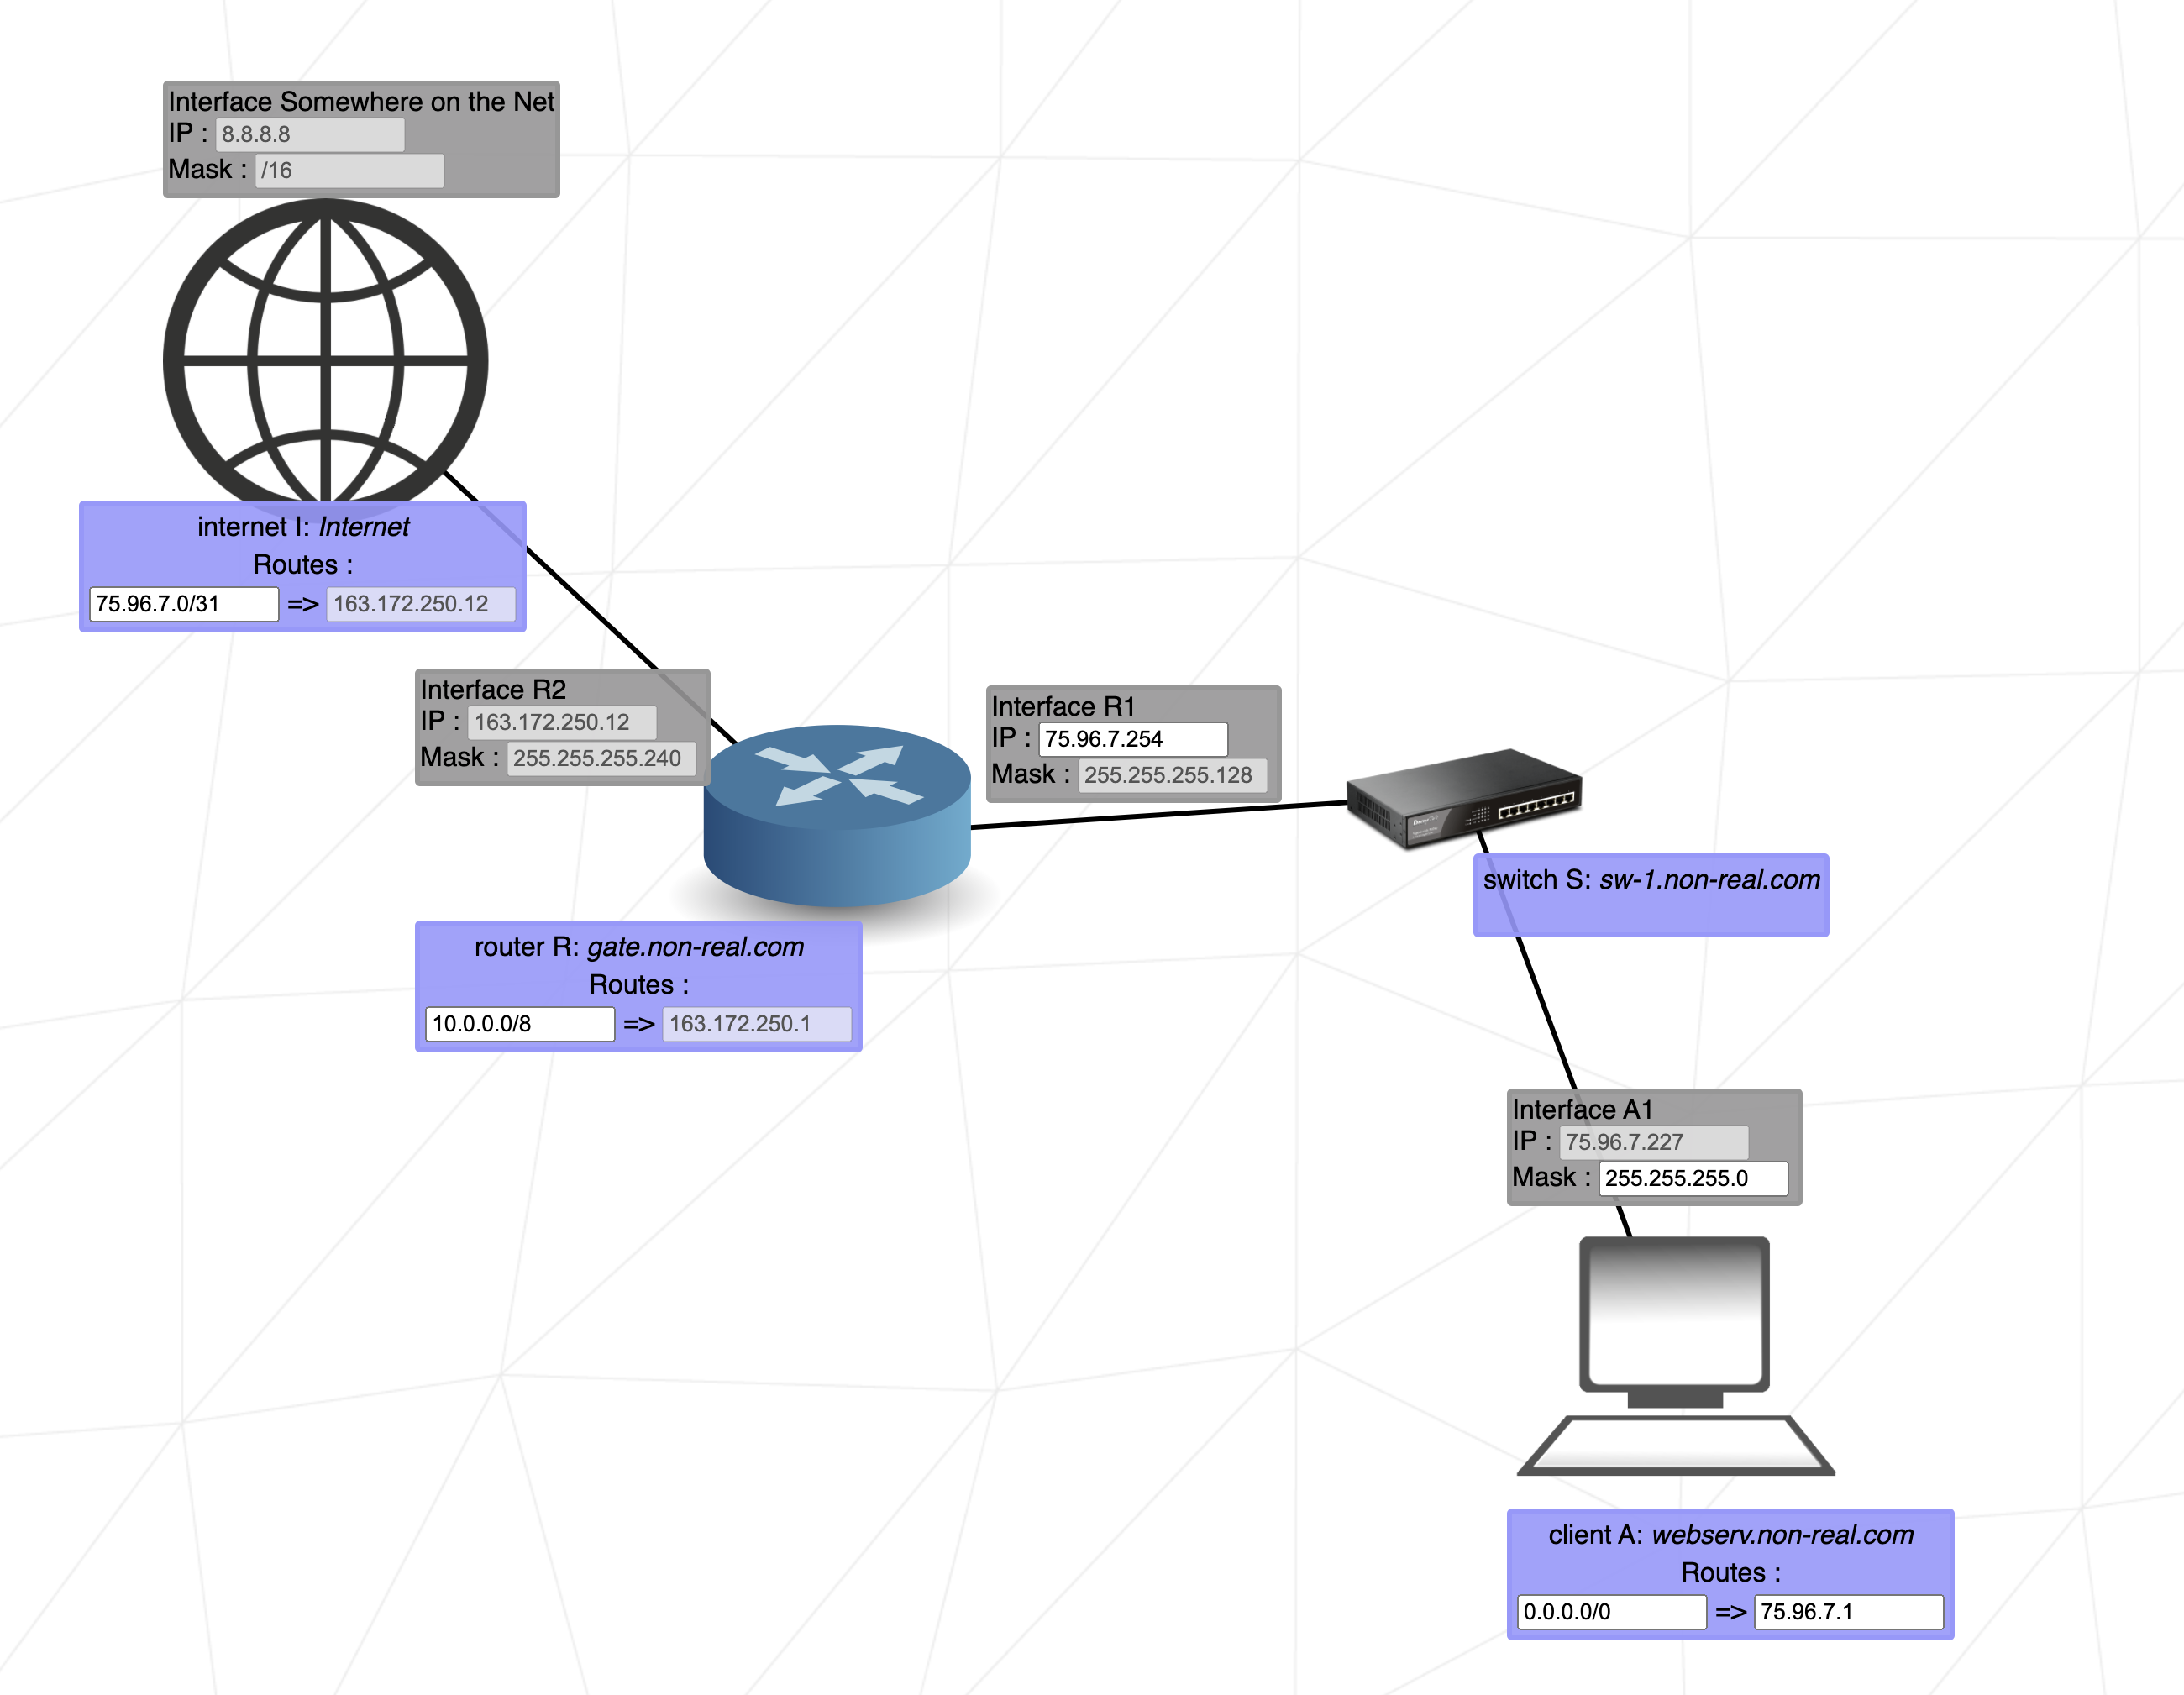 Interface Somewhere on the Net
IP : 8.8.8.8
Mask : /16
internet I: Internet
Routes :
75.96.7.0/31 => 163.172.250.12
Interface R2
IP : 163.172.250.12
Mask : 255.255.255.240
Interface R1
IP : 75.96.7.254
Mask : 255.255.255.128
switch S: sw-1.non-real.com
router R: gate.non-real.com
Routes :
10.0.0.0/8 => 163.172.250.1
Interface A1
IP : 75.96.7.227
Mask : 255.255.255.0
client A: webserv.non-real.com
Routes :
0.0.0.0/0 => 75.96.7.1